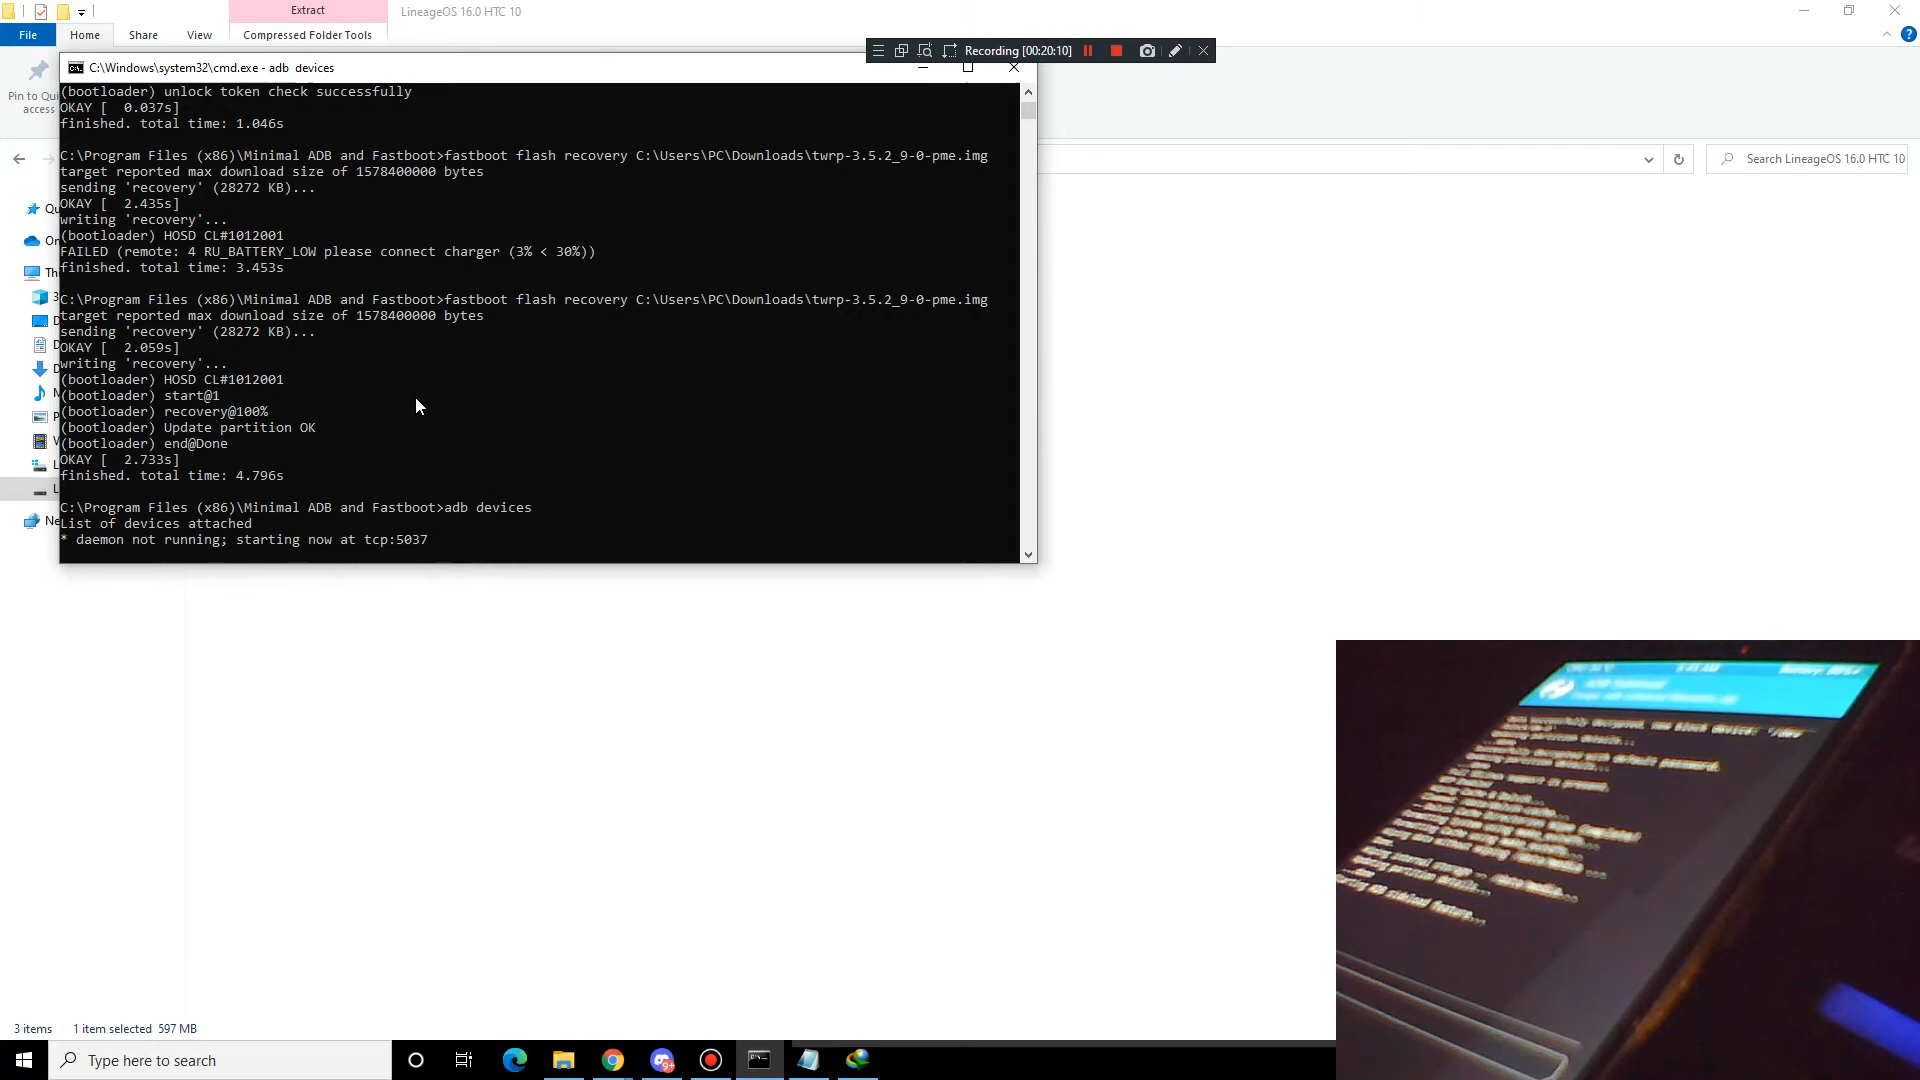 Extract
LineageOS 16.0 HTC 10
File
Home
Share
View
Compressed Folder Tools
Recording [00:20:10]
C:\Windows\system32\cmd.exe - adb  devices
Pin to Qui
access
(bootloader) unlock token check successfully
OKAY [  0.037s]
finished. total time: 1.046s
C:\Program Files (x86)\Minimal ADB and Fastboot>fastboot flash recovery C:\Users\PC\Downloads\twrp-3.5.2_9-0-pme.img
target reported max download size of 1578400000 bytes
sending 'recovery' (28272 KB)...
OKAY [  2.435s]
writing 'recovery'...
(bootloader) HOSD CL#1012001
FAILED (remote: 4 RU_BATTERY_LOW please connect charger (3% < 30%))
finished. total time: 3.453s
C:\Program Files (x86)\Minimal ADB and Fastboot>fastboot flash recovery C:\Users\PC\Downloads\twrp-3.5.2_9-0-pme.img
target reported max download size of 1578400000 bytes
sending 'recovery' (28272 KB)...
OKAY [  2.059s]
writing 'recovery'...
(bootloader) HOSD CL#1012001
(bootloader) start@1
(bootloader) recovery@100%
(bootloader) Update partition OK
(bootloader) end@Done
OKAY [  2.733s]
finished. total time: 4.796s
C:\Program Files (x86)\Minimal ADB and Fastboot>adb devices
List of devices attached
* daemon not running; starting now at tcp:5037
Search LineageOS 16.0 HTC 10
Qu
On
Thi
3
D
D
D
M
P
V
L
L
Ne
3 items
1 item selected  597 MB
Type here to search
9+